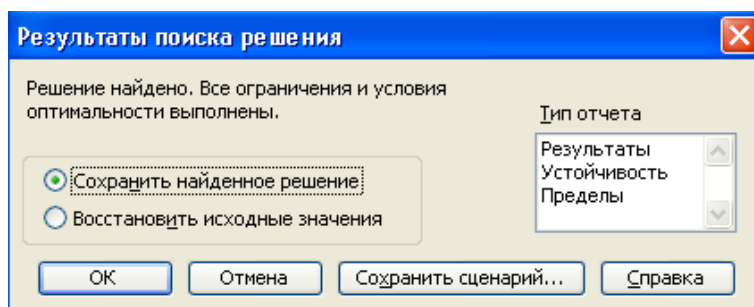 Результаты поиска решения
Решение найдено. Все ограничения и условия
оптимальности выполнены.
Тип отчета
Результаты
Устойчивость
Пределы
Сохранить найденное решение
Восстановить исходные значения
ОК
Отмена
Сохранить сценарий...
Справка